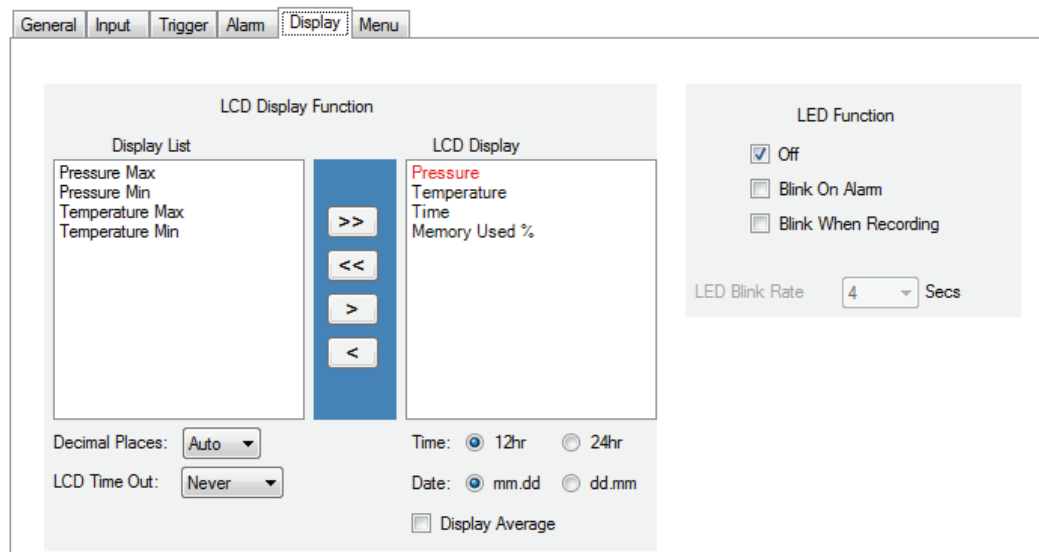 General Input Trigger Alarm Display Menu
LCD Display Function
Display List
Pressure Max
Pressure Min
Temperature Max
Temperature Min
>>
<<
>
<
LCD Display
Pressure
Temperature
Time
Memory Used %
Decimal Places: Auto
LCD Time Out: Never
Time: 12hr 24hr
Date: mm.dd dd.mm
Display Average
LED Function
Off
Blink On Alarm
Blink When Recording
LED Blink Rate 4 Secs